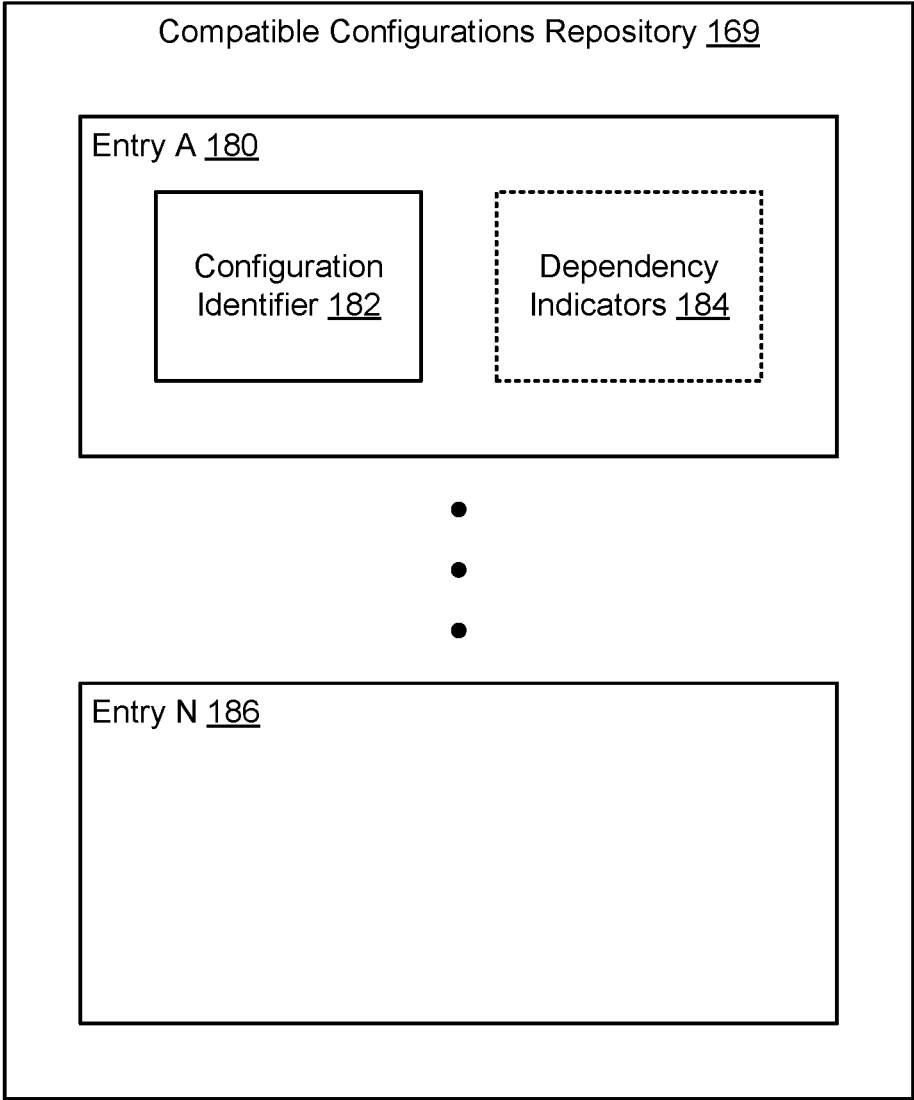 Compatible Configurations Repository 169
Entry A 180
Configuration
Identifier 182
Dependency
Indicators 184
Entry N 186